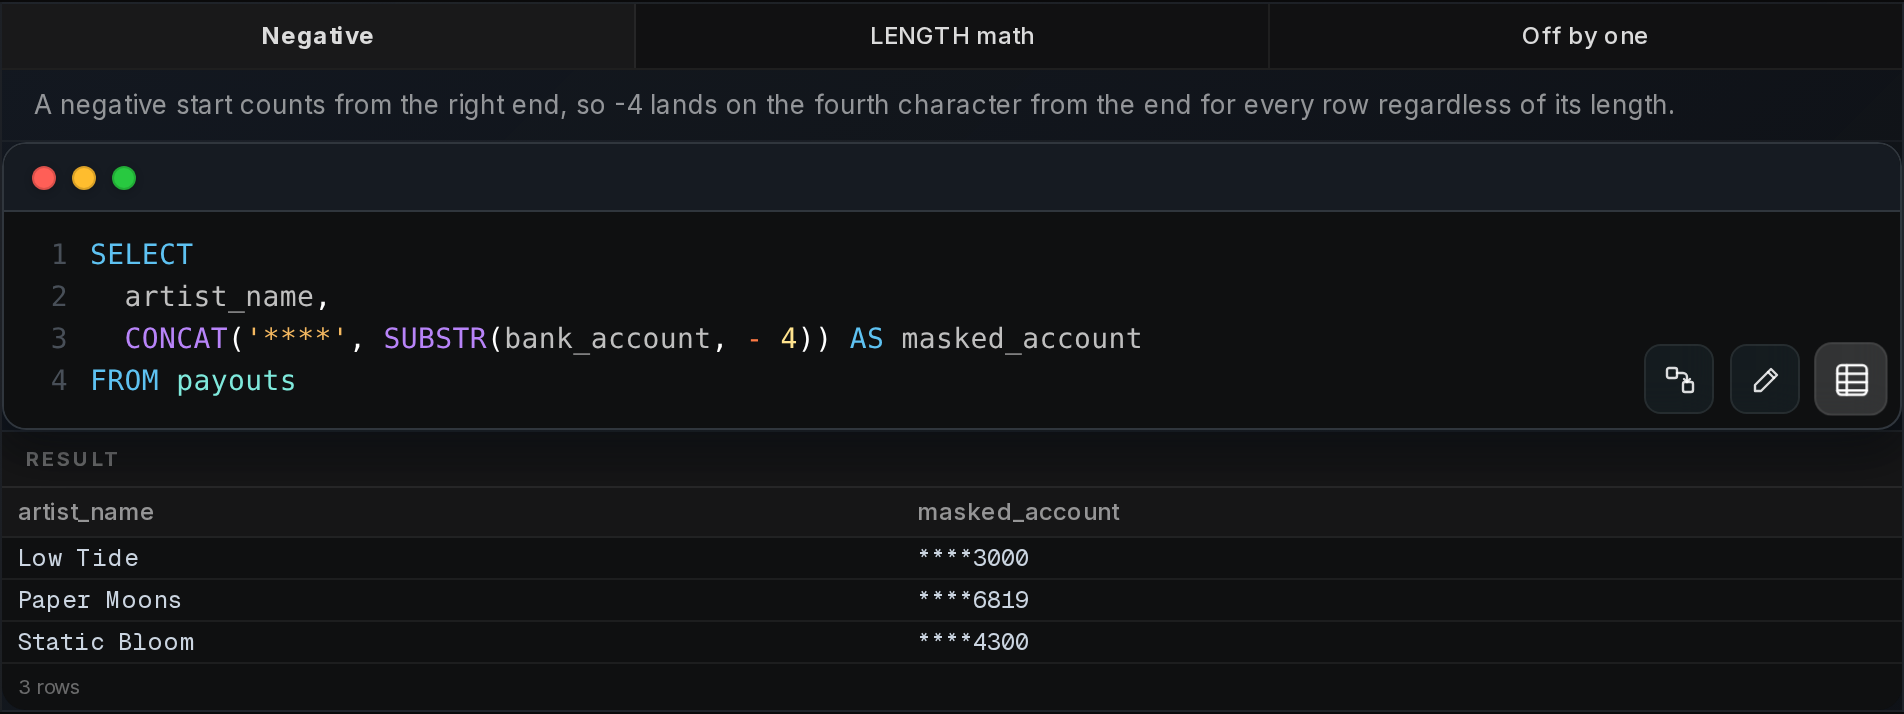 Negative LENGTH math Off by one
A negative start counts from the right end, so -4 lands on the fourth character from the end for every row regardless of its length.
1 SELECT
2 artist_name,
3 CONCAT('****', SUBSTR(bank_account, - 4)) AS masked_account
4 FROM payouts
RESULT
artist_name masked_account
Low Tide ****3000
Paper Moons ****6819
Static Bloom ****4300
3 rows